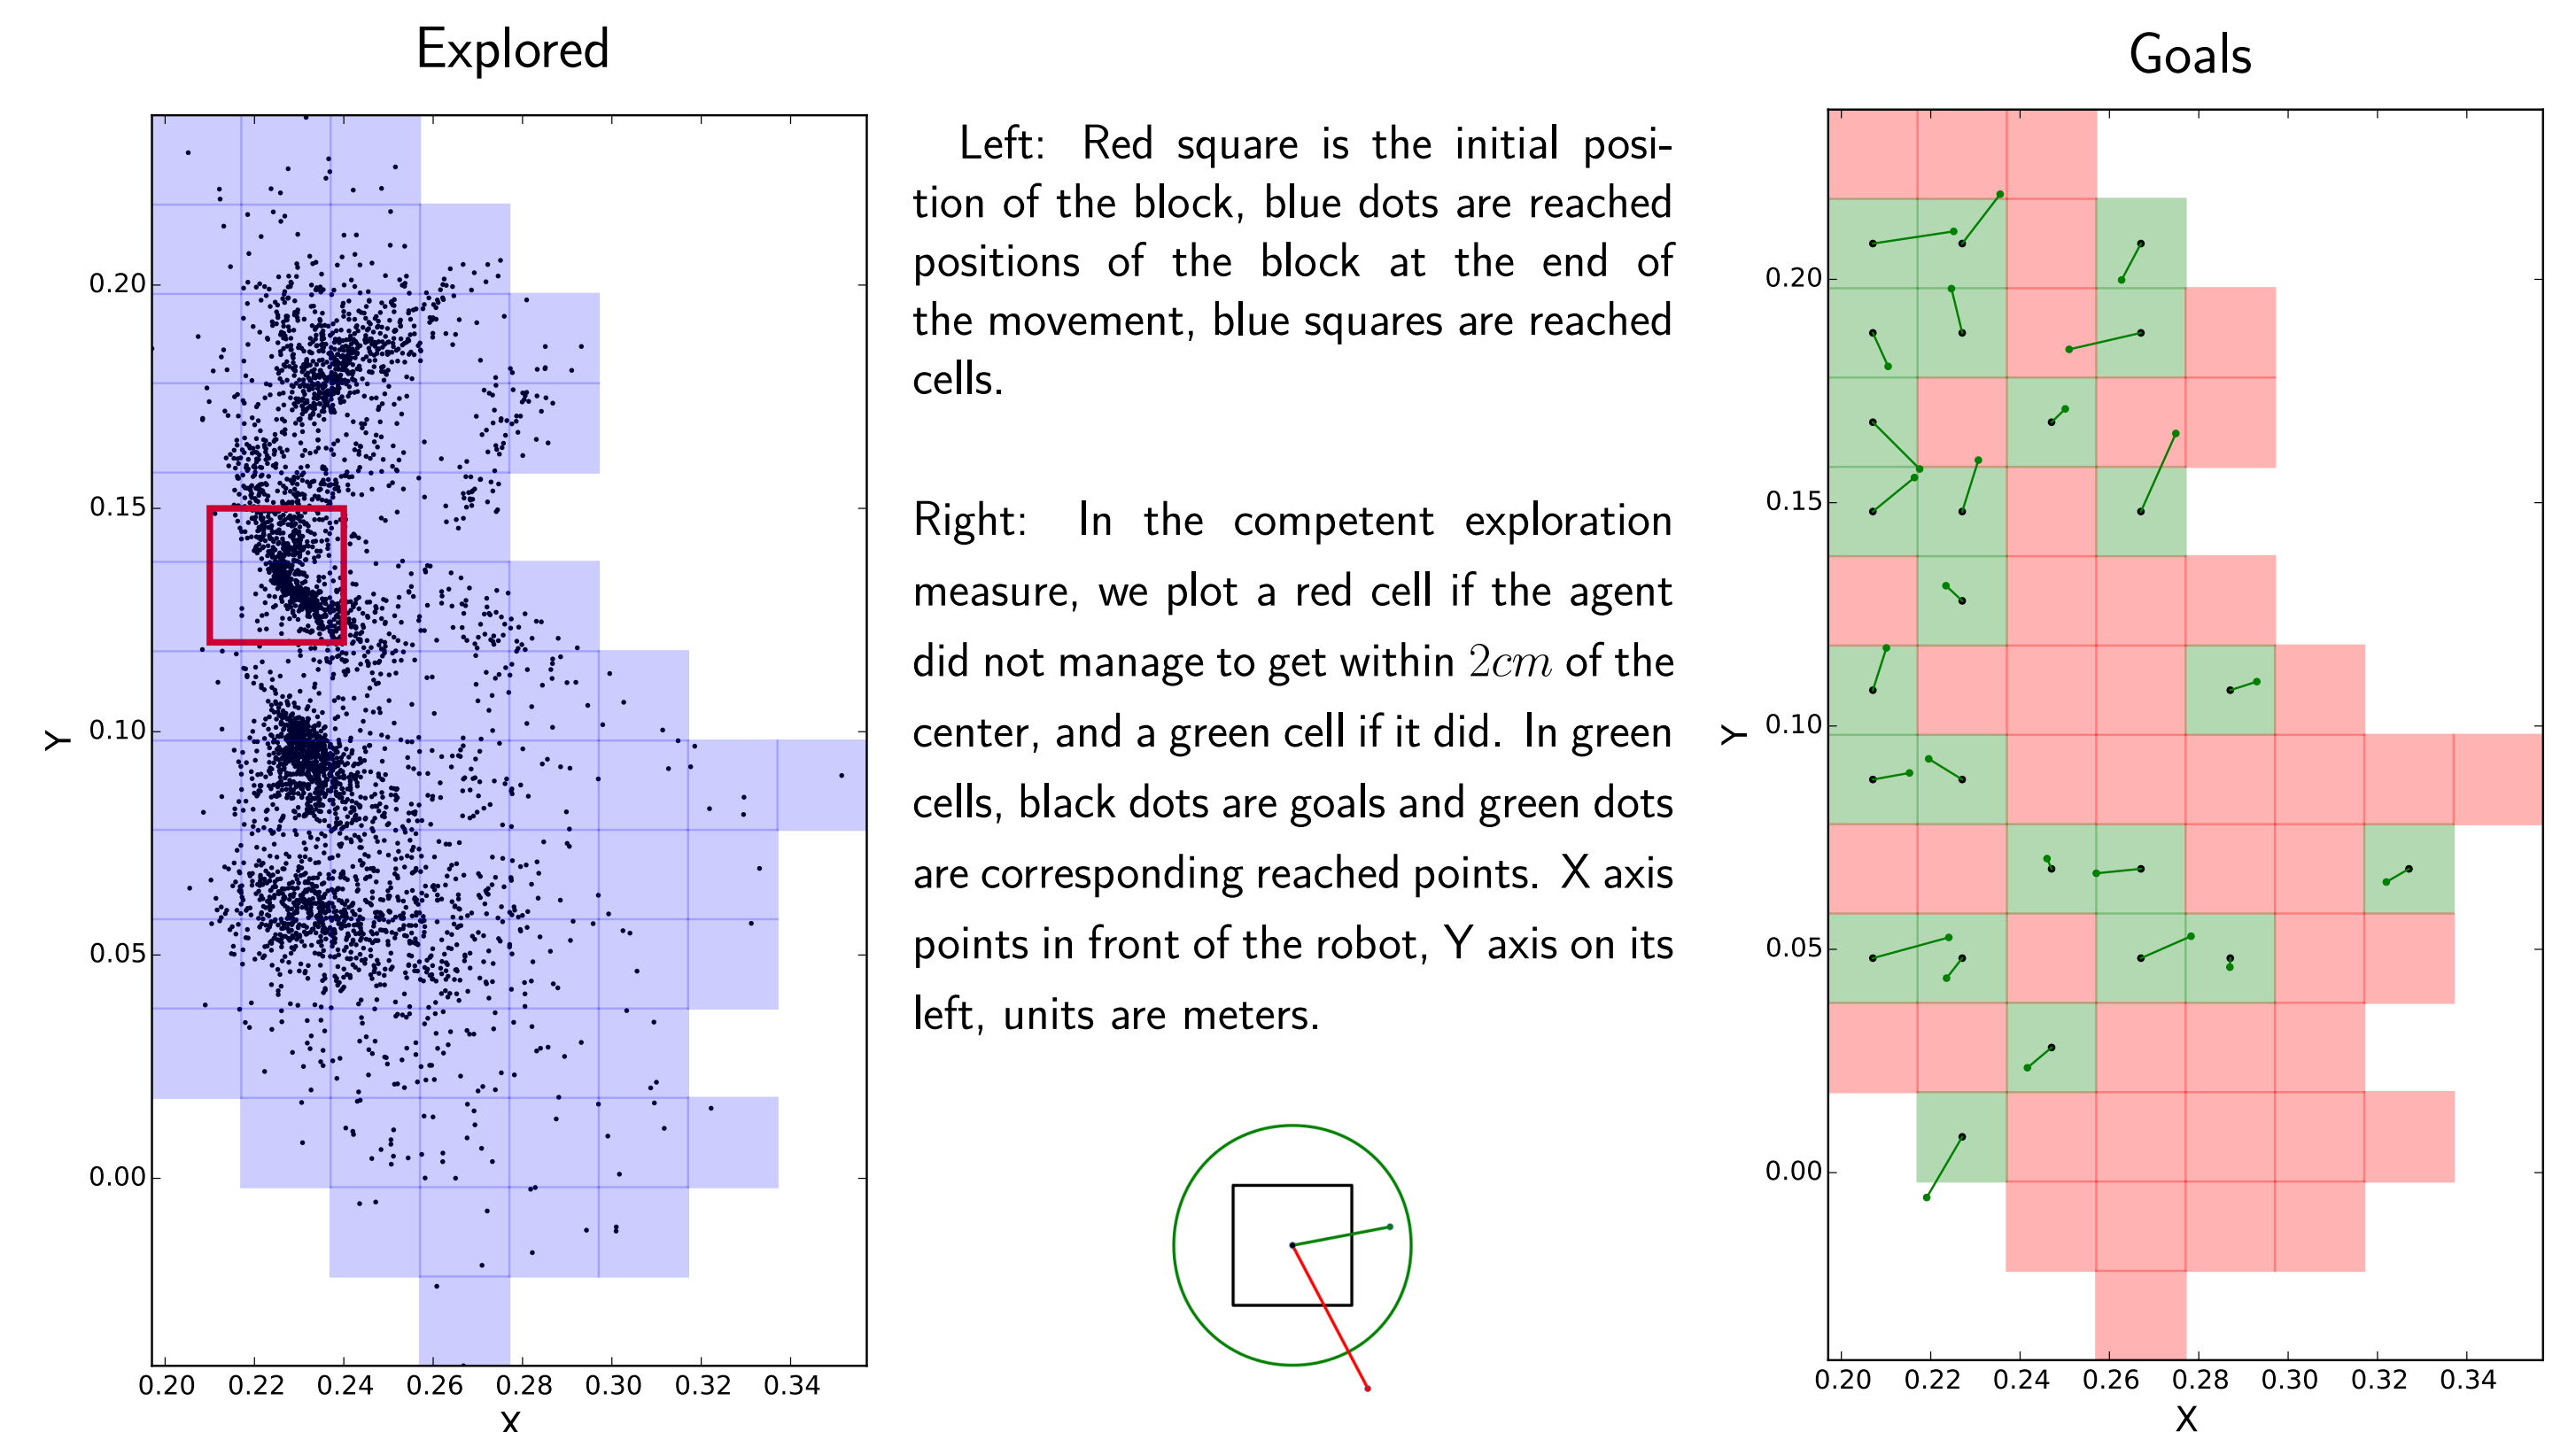 Explored
0.20
0.15
0.10
0.05
0.00
Y
0.20 0.22 0.24 0.26 0.28 0.30 0.32 0.34
X
Left: Red square is the initial posi-
tion of the block, blue dots are reached
positions of the block at the end of
the movement, blue squares are reached
cells.
Right: In the competent exploration
measure, we plot a red cell if the agent
did not manage to get within 2cm of the
center, and a green cell if it did. In green
cells, black dots are goals and green dots
are corresponding reached points. X axis
points in front of the robot, Y axis on its
left, units are meters.
Goals
0.20
0.15
0.10
0.05
0.00
Y
0.20 0.22 0.24 0.26 0.28 0.30 0.32 0.34
X